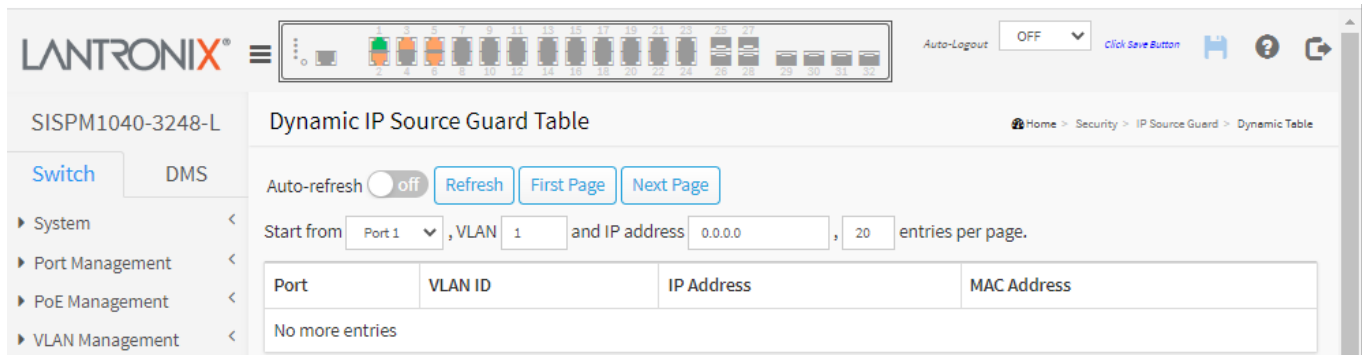 LANTRONIX®
1 3 5 7 9 11 13 15 17 19 21 23 25 27
2 4 6 8 10 12 14 16 18 20 22 24 26 28 29 30 31 32
Auto-Logout OFF Click Save Button
SISPM1040-3248-L
Dynamic IP Source Guard Table
Home > Security > IP Source Guard > Dynamic Table
Switch DMS
Auto-refresh off Refresh First Page Next Page
System
Start from Port 1 , VLAN 1 and IP address 0.0.0.0 , 20 entries per page.
Port Management
Port VLAN ID IP Address MAC Address
PoE Management
No more entries
VLAN Management